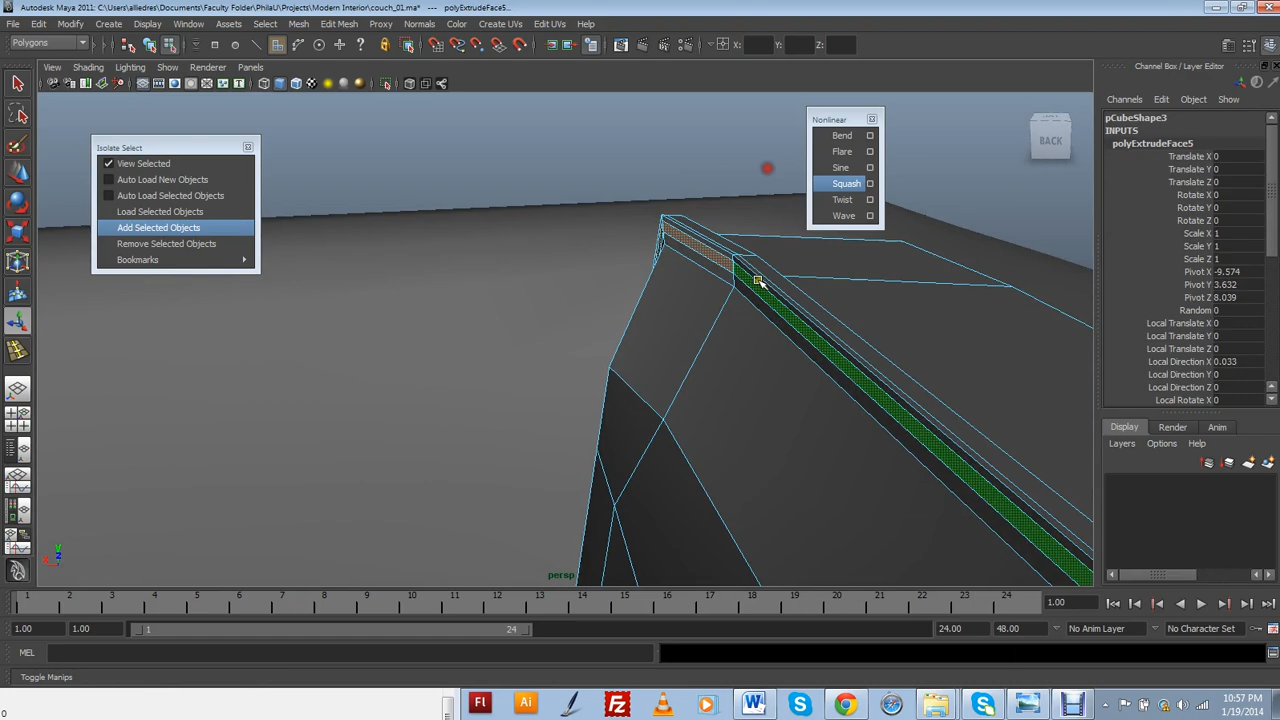 Autodesk Maya 2011: C:\Users\alliedres\Documents\Faculty Folder\PhilaU\Projects\Modern Interior\couch_01.ma* --- polyExtrudeFace5..
File Edit Modify Create Display Window Assets Select Mesh Edit Mesh Proxy Normals Color Create UVs Edit UVs Help
Polygons X: Y: Z:
View Shading Lighting Show Renderer Panels
Channel Box / Layer Editor
Channels Edit Object Show
pCubeShape3
INPUTS
polyExtrudeFace5
Translate X 0
Translate Y 0
Translate Z 0
Rotate X 0
Rotate Y 0
Rotate Z 0
Scale X 1
Scale Y 1
Scale Z 1
Pivot X -9.574
Pivot Y 3.632
Pivot Z 8.039
Random 0
Local Translate X 0
Local Translate Y 0
Local Translate Z 0
Local Direction X 0.033
Local Direction Y 0
Local Direction Z 0
Local Rotate X 0
Isolate Select
View Selected
Auto Load New Objects
Auto Load Selected Objects
Load Selected Objects
Add Selected Objects
Remove Selected Objects
Bookmarks
Nonlinear
Bend
Flare
Sine
Squash
Twist
Wave
BACK
y
x z
persp
Display Render Anim
Layers Options Help
1 2 3 4 5 6 7 8 9 10 11 12 13 14 15 16 17 18 19 20 21 22 23 24 1.00
1.00 1.00 1 24 24.00 48.00 No Anim Layer No Character Set
MEL
Toggle Manips
0
Fl Ai Fz W S S
10:57 PM
1/19/2014